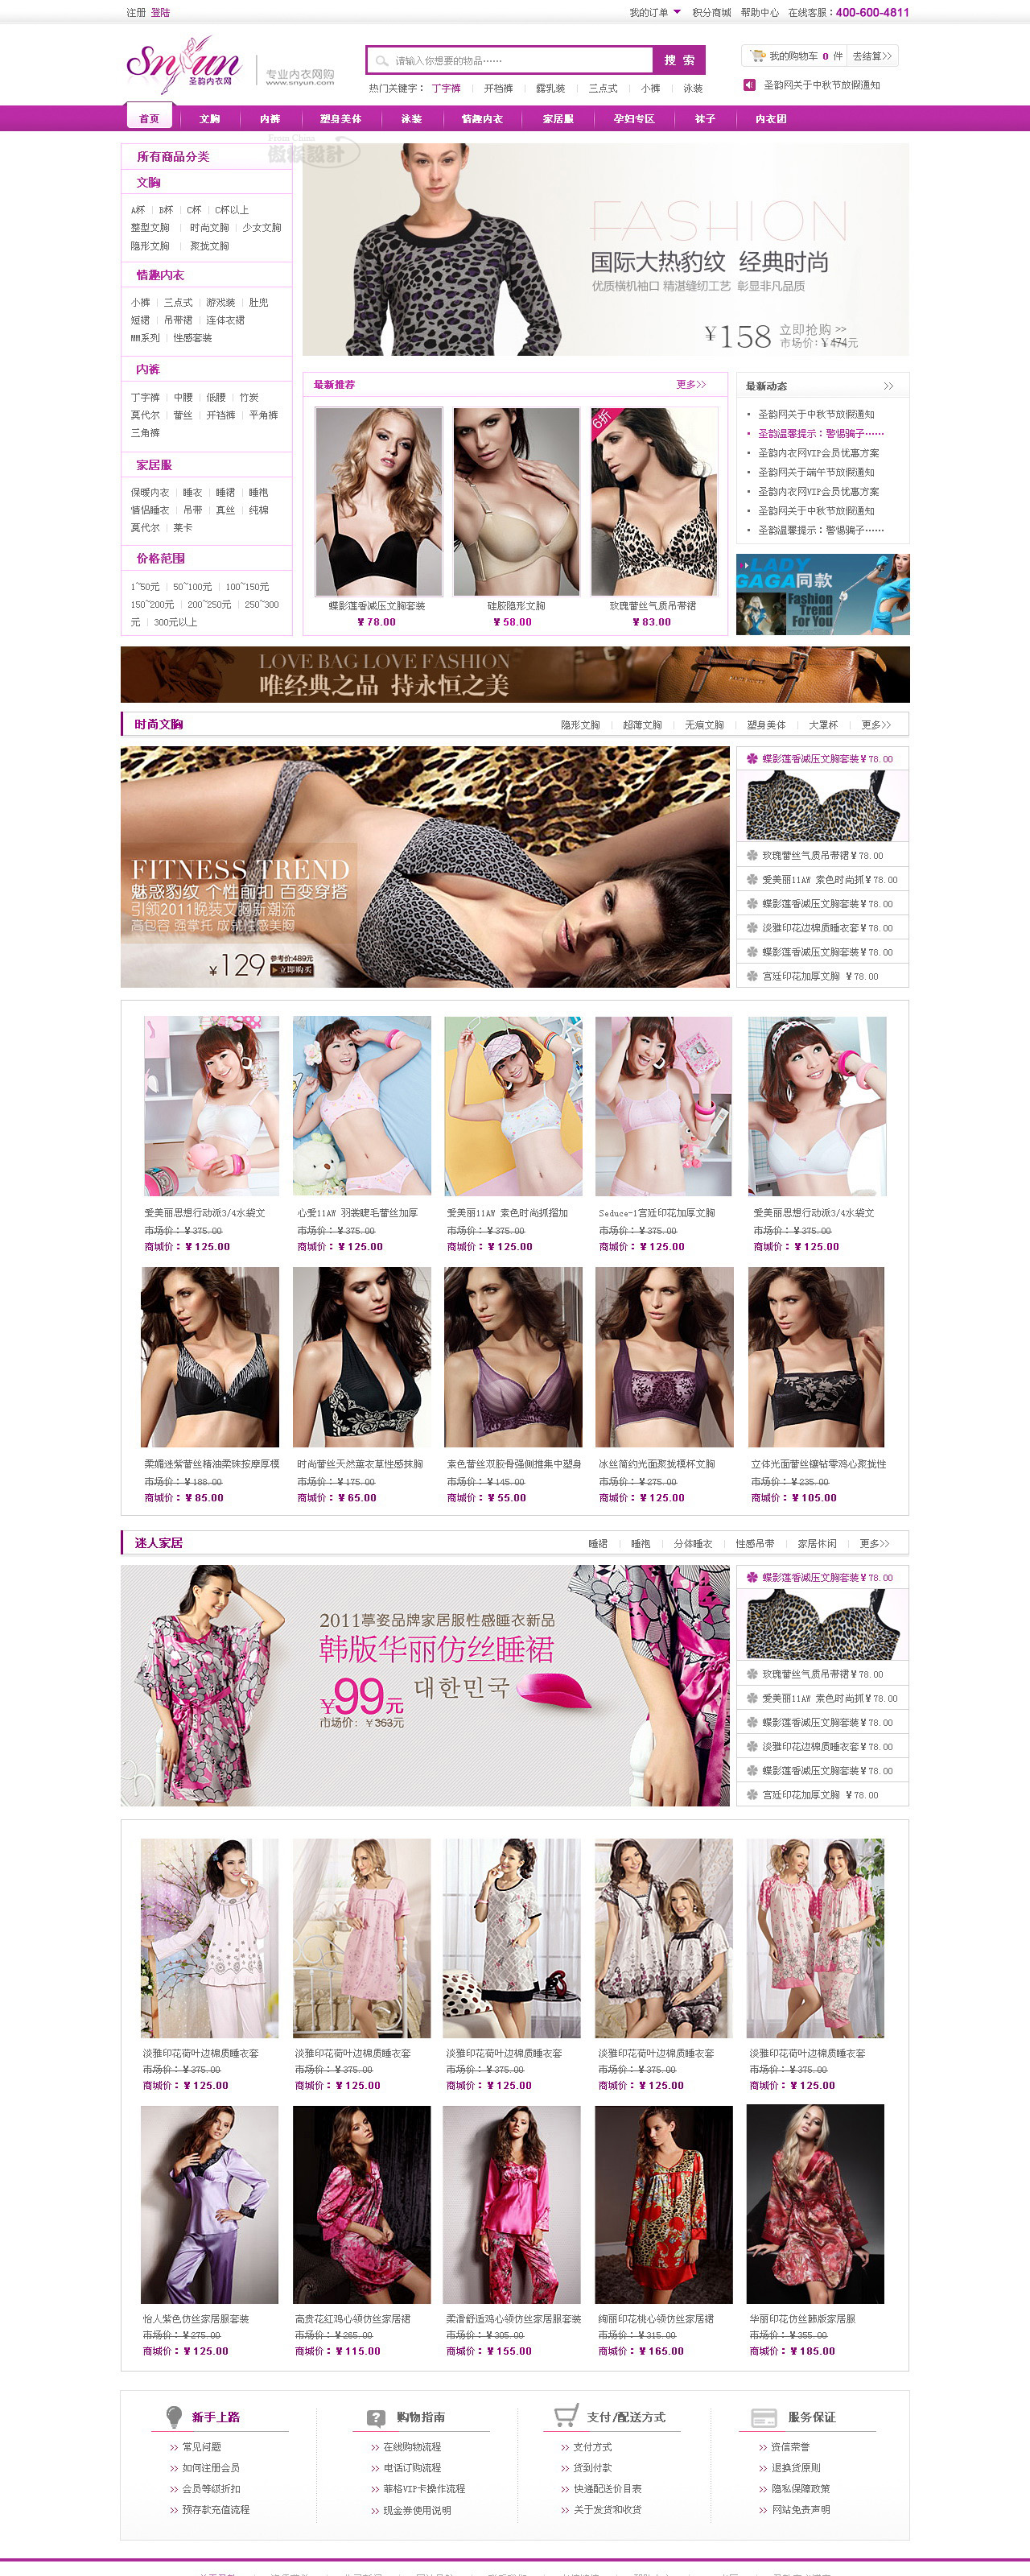 注册 登陆
我的订单 积分商城 帮助中心 在线客服：400-600-4811
Snyun
圣韵内衣网
专业内衣网购
www.snyun.com
请输入你想要的物品……
搜 索
热门关键字： 丁字裤 开裆裤 露乳装 三点式 小裤 泳装
我的购物车 0 件 去结算
圣韵网关于中秋节放假通知
首页 文胸 内裤 塑身美体 泳装 情趣内衣 家居服 孕妇专区 袜子 内衣团
From China
傲榇設計
所有商品分类
文胸
A杯 B杯 C杯 C杯以上
整型文胸 时尚文胸 少女文胸
隐形文胸 聚拢文胸
情趣内衣
小裤 三点式 游戏装 肚兜
短裙 吊带裙 连体衣裙
MM系列 性感套装
内裤
丁字裤 中腰 低腰 竹炭
莫代尔 蕾丝 开裆裤 平角裤
三角裤
家居服
保暖内衣 睡衣 睡裙 睡袍
情侣睡衣 吊带 真丝 纯棉
莫代尔 莱卡
价格范围
1~50元 50~100元 100~150元
150~200元 200~250元 250~300
元 300元以上
FASHION
国际大热豹纹 经典时尚
优质横机袖口 精湛缝纫工艺 彰显非凡品质
¥158 立即抢购 >>
市场价：¥474元
最新推荐 更多
6折
蝶影莲香减压文胸套装
¥ 78.00
硅胶隐形文胸
¥ 58.00
玫瑰蕾丝气质吊带裙
¥ 83.00
最新动态
圣韵网关于中秋节放假通知
圣韵温馨提示：警惕骗子……
圣韵内衣网VIP会员优惠方案
圣韵网关于端午节放假通知
圣韵内衣网VIP会员优惠方案
圣韵网关于中秋节放假通知
圣韵温馨提示：警惕骗子……
LADY
GAGA同款
Fashion
Trend
For You
LOVE BAG LOVE FASHION
唯经典之品 持永恒之美
时尚文胸
隐形文胸 超薄文胸 无痕文胸 塑身美体 大罩杯 更多
FITNESS TREND
魅惑豹纹 个性前扣 百变穿搭
引领2011晚装文胸新潮流
高包容 强掌托 成就性感美胸
¥129 参考价:489元
立即购买
蝶影莲香减压文胸套装¥ 78.00
玫瑰蕾丝气质吊带裙¥ 78.00
爱美丽11AW 素色时尚抓¥ 78.00
蝶影莲香减压文胸套装¥ 78.00
淡雅印花边棉质睡衣套¥ 78.00
蝶影莲香减压文胸套装¥ 78.00
宫廷印花加厚文胸 ¥ 78.00
爱美丽思想行动派3/4水袋文
市场价：¥ 375.00
商城价：¥ 125.00
心爱11AW 羽裳睫毛蕾丝加厚
市场价：¥ 375.00
商城价：¥ 125.00
爱美丽11AW 素色时尚抓褶加
市场价：¥ 375.00
商城价：¥ 125.00
Seduce-1宫廷印花加厚文胸
市场价：¥ 375.00
商城价：¥ 125.00
爱美丽思想行动派3/4水袋文
市场价：¥ 375.00
商城价：¥ 125.00
柔媚迷紫蕾丝精油柔珠按摩厚模
市场价：¥ 188.00
商城价：¥ 85.00
时尚蕾丝天然薰衣草性感抹胸
市场价：¥ 175.00
商城价：¥ 65.00
素色蕾丝双胶骨强侧推集中塑身
市场价：¥ 145.00
商城价：¥ 55.00
冰丝简约光面聚拢模杯文胸
市场价：¥ 275.00
商城价：¥ 125.00
立体光面蕾丝镶钻零鸡心聚拢性
市场价：¥ 235.00
商城价：¥ 105.00
迷人家居
睡裙 睡袍 分体睡衣 性感吊带 家居休闲 更多
2011梦姿品牌家居服性感睡衣新品
韩版华丽仿丝睡裙
¥99元 대한민국
市场价：¥363元
蝶影莲香减压文胸套装¥ 78.00
玫瑰蕾丝气质吊带裙¥ 78.00
爱美丽11AW 素色时尚抓¥ 78.00
蝶影莲香减压文胸套装¥ 78.00
淡雅印花边棉质睡衣套¥ 78.00
蝶影莲香减压文胸套装¥ 78.00
宫廷印花加厚文胸 ¥ 78.00
淡雅印花荷叶边棉质睡衣套
市场价：¥ 375.00
商城价：¥ 125.00
淡雅印花荷叶边棉质睡衣套
市场价：¥ 375.00
商城价：¥ 125.00
淡雅印花荷叶边棉质睡衣套
市场价：¥ 375.00
商城价：¥ 125.00
淡雅印花荷叶边棉质睡衣套
市场价：¥ 375.00
商城价：¥ 125.00
淡雅印花荷叶边棉质睡衣套
市场价：¥ 375.00
商城价：¥ 125.00
怡人紫色仿丝家居服套装
市场价：¥ 275.00
商城价：¥ 125.00
高贵花红鸡心领仿丝家居裙
市场价：¥ 265.00
商城价：¥ 115.00
柔滑舒适鸡心领仿丝家居服套装
市场价：¥ 305.00
商城价：¥ 155.00
绚丽印花桃心领仿丝家居裙
市场价：¥ 315.00
商城价：¥ 165.00
华丽印花仿丝韩版家居服
市场价：¥ 355.00
商城价：¥ 185.00
新手上路
常见问题
如何注册会员
会员等级折扣
预存款充值流程
购物指南
在线购物流程
电话订购流程
菲格VIP卡操作流程
现金券使用说明
支付/配送方式
支付方式
货到付款
快递配送价目表
关于发货和收货
服务保证
资信荣誉
退换货原则
隐私保障政策
网站免责声明